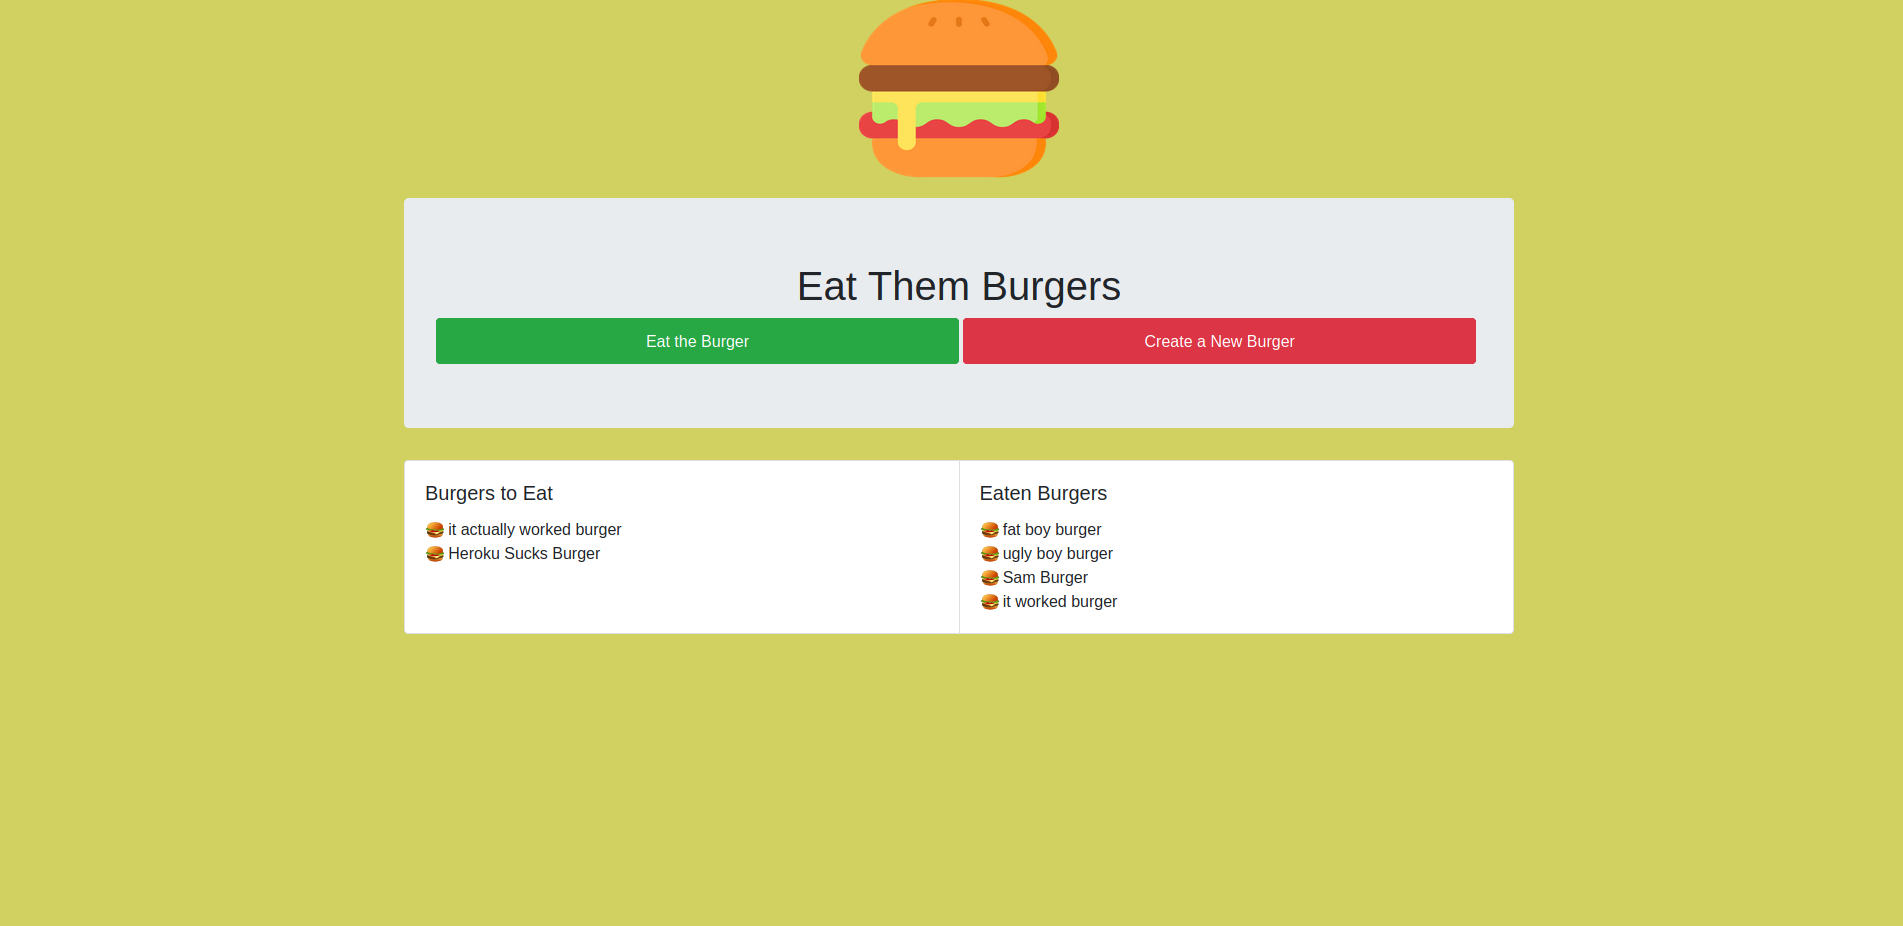 Eat Them Burgers
Eat the Burger
Create a New Burger
Burgers to Eat
it actually worked burger
Heroku Sucks Burger
Eaten Burgers
fat boy burger
ugly boy burger
Sam Burger
it worked burger